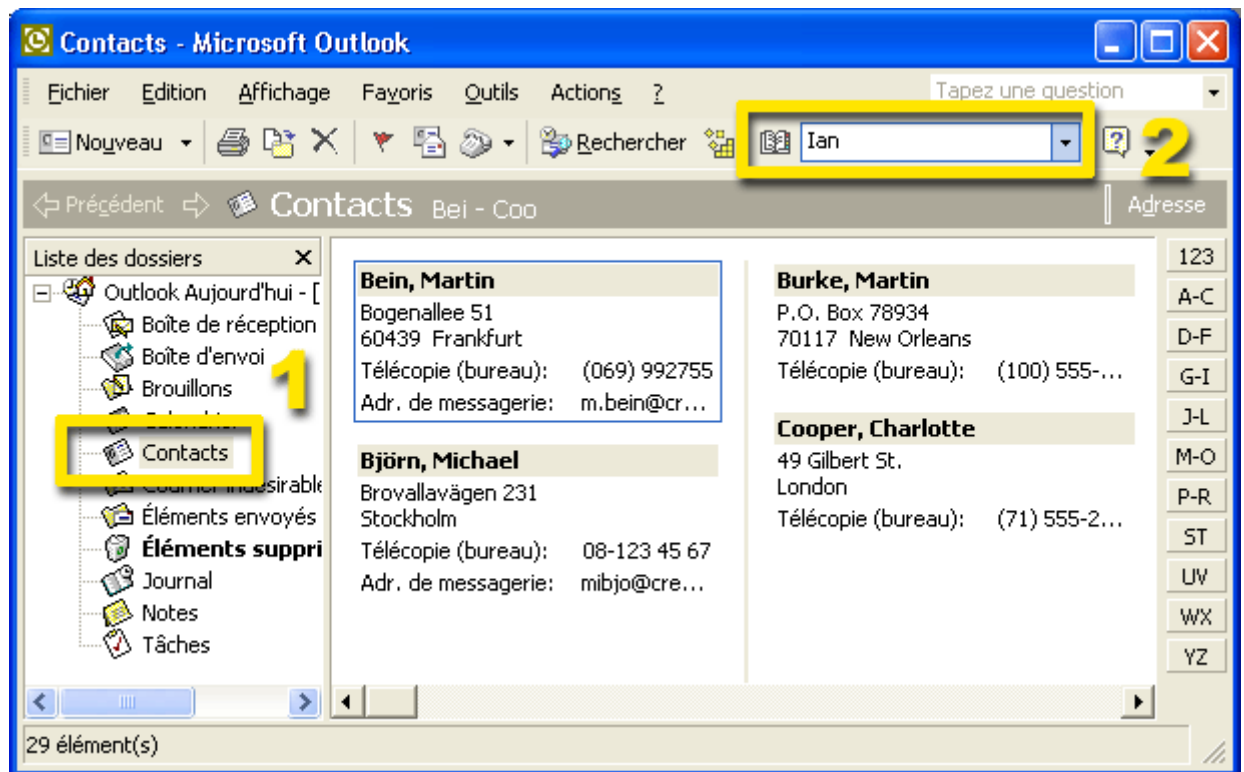 Contacts - Microsoft Outlook
Fichier Edition Affichage Favoris Outils Actions ? Tapez une question
Nouveau Rechercher Ian 2
Précédent Contacts Bei - Coo Adresse
Liste des dossiers
Outlook Aujourd'hui - [
Boîte de réception
Boîte d'envoi
1
Brouillons
Contacts
Éléments envoyés
Éléments suppri
Journal
Notes
Tâches
Bein, Martin
Bogenallee 51
60439 Frankfurt
Télécopie (bureau): (069) 992755
Adr. de messagerie: m.bein@cr...
Björn, Michael
Brovallavägen 231
Stockholm
Télécopie (bureau): 08-123 45 67
Adr. de messagerie: mibjo@cre...
Burke, Martin
P.O. Box 78934
70117 New Orleans
Télécopie (bureau): (100) 555-...
Cooper, Charlotte
49 Gilbert St.
London
Télécopie (bureau): (71) 555-2...
123
A-C
D-F
G-I
J-L
M-O
P-R
ST
UV
WX
YZ
29 élément(s)